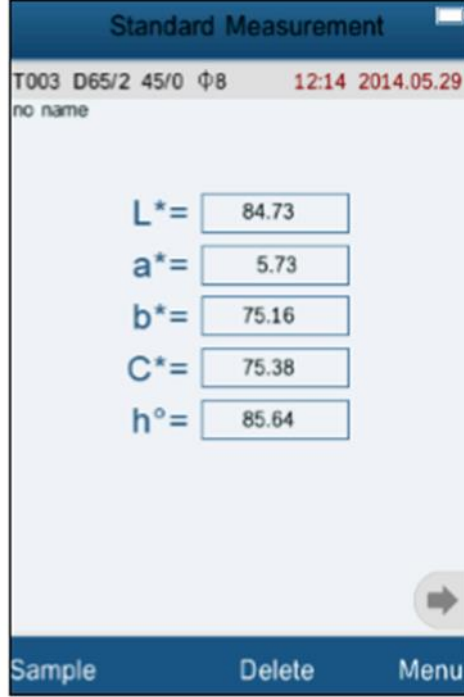 Standard Measurement
T003 D65/2 45/0 Φ8 12:14 2014.05.29
no name
L*= 84.73
a*= 5.73
b*= 75.16
C*= 75.38
h°= 85.64
Sample Delete Menu